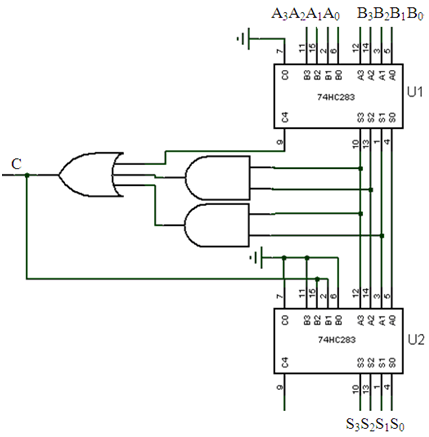 A3A2A1A0 B3B2B1B0
7 11 15 2 6 12 14 3 5
C0 B3 B2 B1 B0 A3 A2 A1 A0
74HC283 U1
C4 S3 S2 S1 S0
9 10 13 1 4
C
7 11 15 2 6 12 14 3 5
C0 B3 B2 B1 B0 A3 A2 A1 A0
74HC283 U2
C4 S3 S2 S1 S0
9 10 13 1 4
S3S2S1S0